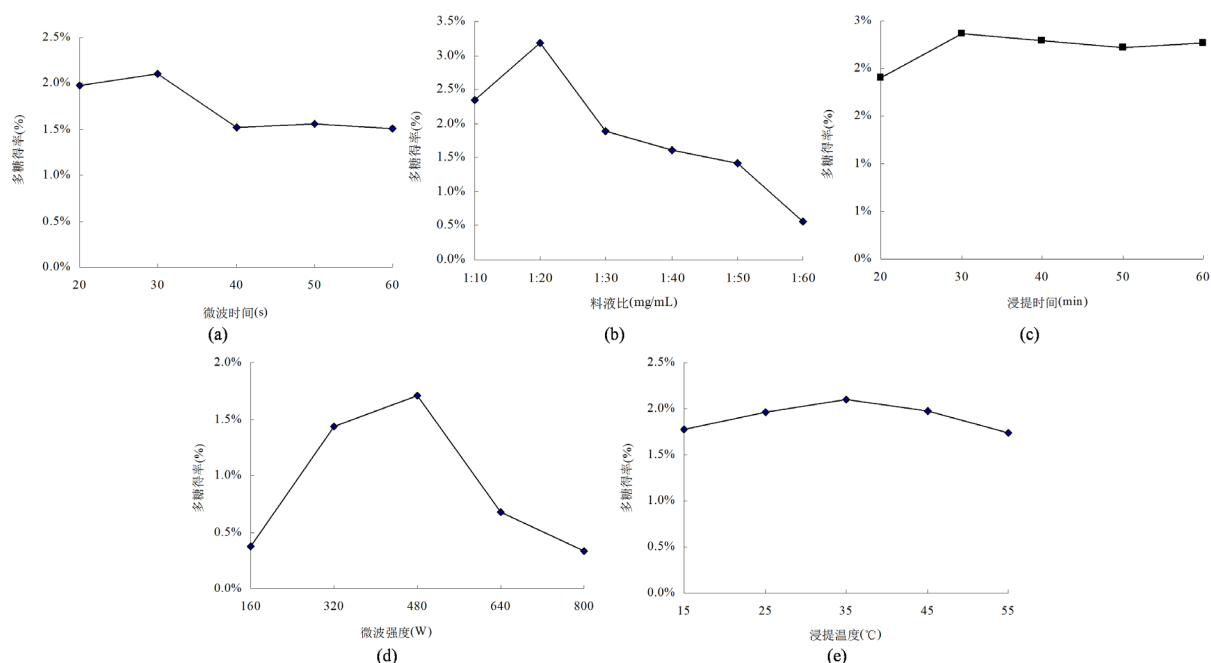 2.5%
2.0%
1.5%
1.0%
0.5%
0.0%
多糖得率(%)
20 30 40 50 60
微波时间(s)
(a)
3.5%
3.0%
2.5%
2.0%
1.5%
1.0%
0.5%
0.0%
多糖得率(%)
1:10 1:20 1:30 1:40 1:50 1:60
料液比(mg/mL)
(b)
3%
2%
2%
1%
1%
0%
多糖得率(%)
20 30 40 50 60
浸提时间(min)
(c)
2.0%
1.5%
1.0%
0.5%
0.0%
多糖得率(%)
160 320 480 640 800
微波强度(W)
(d)
2.5%
2.0%
1.5%
1.0%
0.5%
0.0%
多糖得率(%)
15 25 35 45 55
浸提温度(℃)
(e)